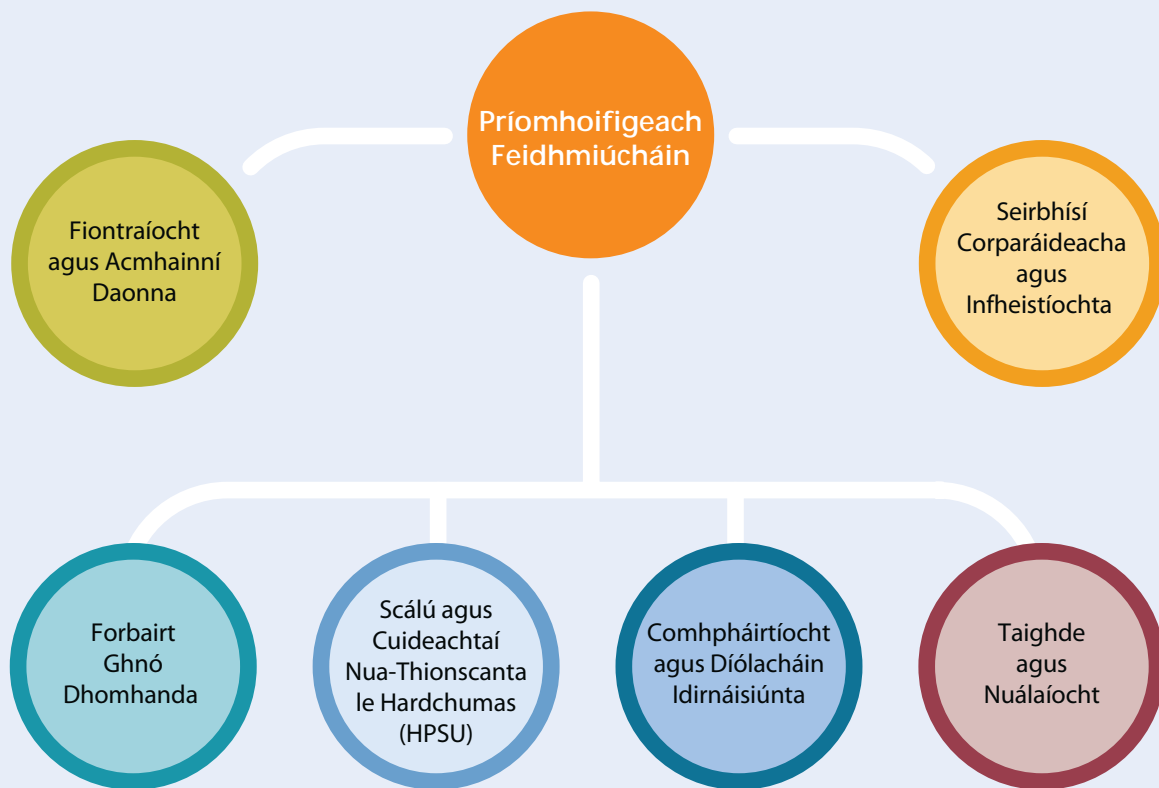 Príomhoifigeach
Feidhmiúcháin
Fiontraíocht
agus Acmhainní
Daonna
Seirbhísí
Corparáideacha
agus
Infheistíochta
Forbairt
Ghnó
Dhomhanda
Scálú agus
Cuideachtaí
Nua-Thionscanta
le Hardchumas
(HPSU)
Comhpháirtíocht
agus Díólacháin
Idirnáisiúnta
Taighde
agus
Nuálaíocht